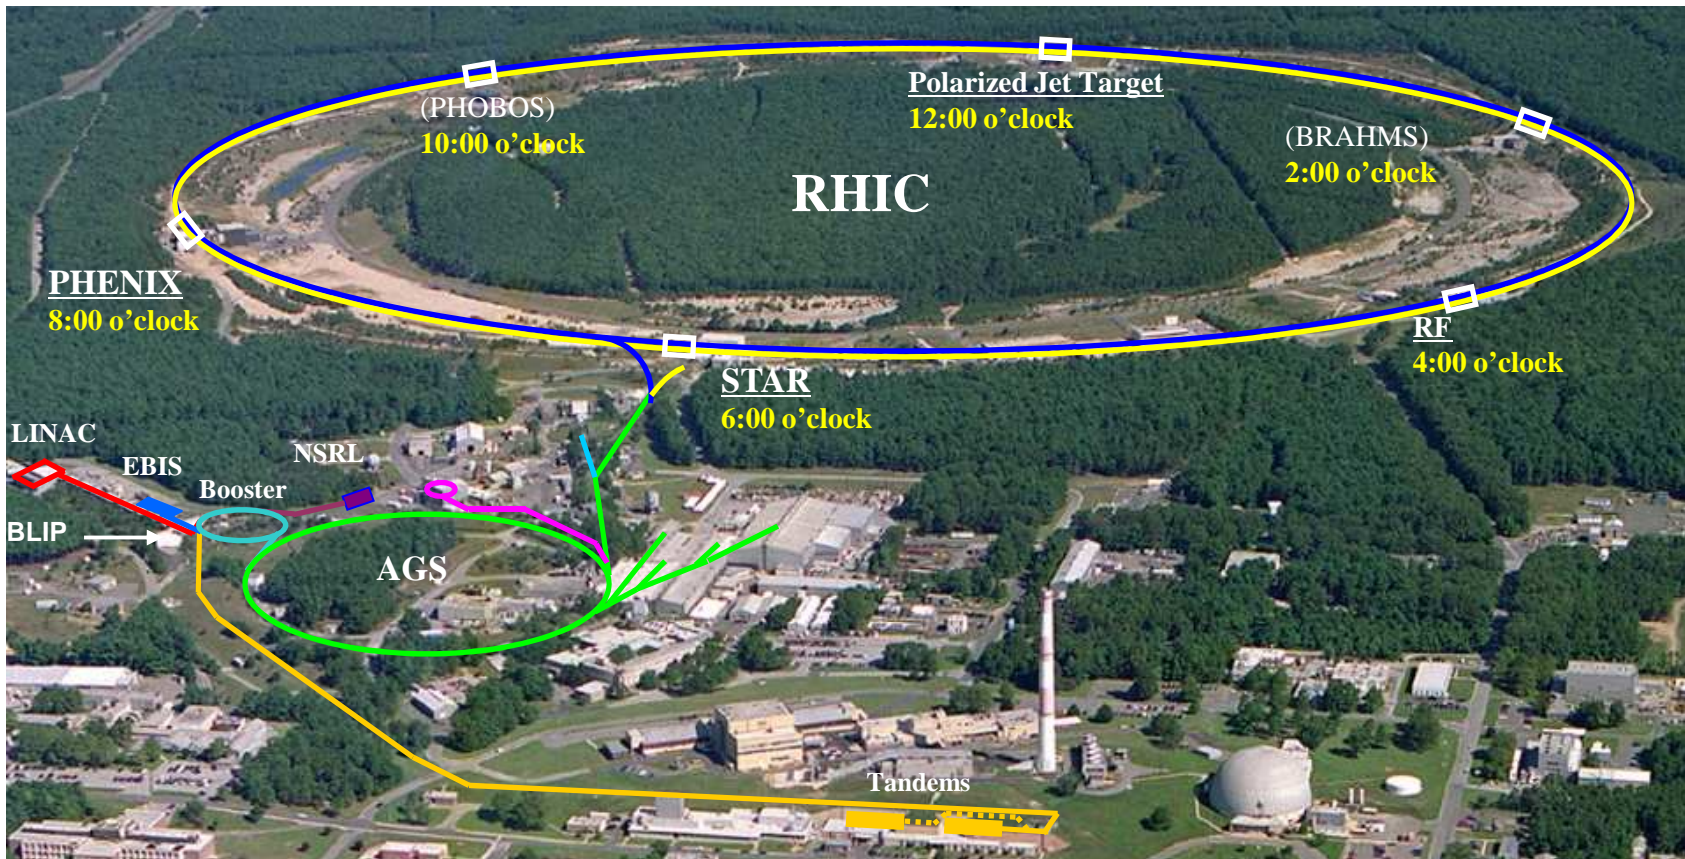 Polarized Jet Target
12:00 o’clock
(PHOBOS)
10:00 o’clock
(BRAHMS)
2:00 o’clock
RHIC
PHENIX
8:00 o’clock
RF
4:00 o’clock
STAR
6:00 o’clock
LINAC
EBIS
NSRL
Booster
BLIP
AGS
Tandems